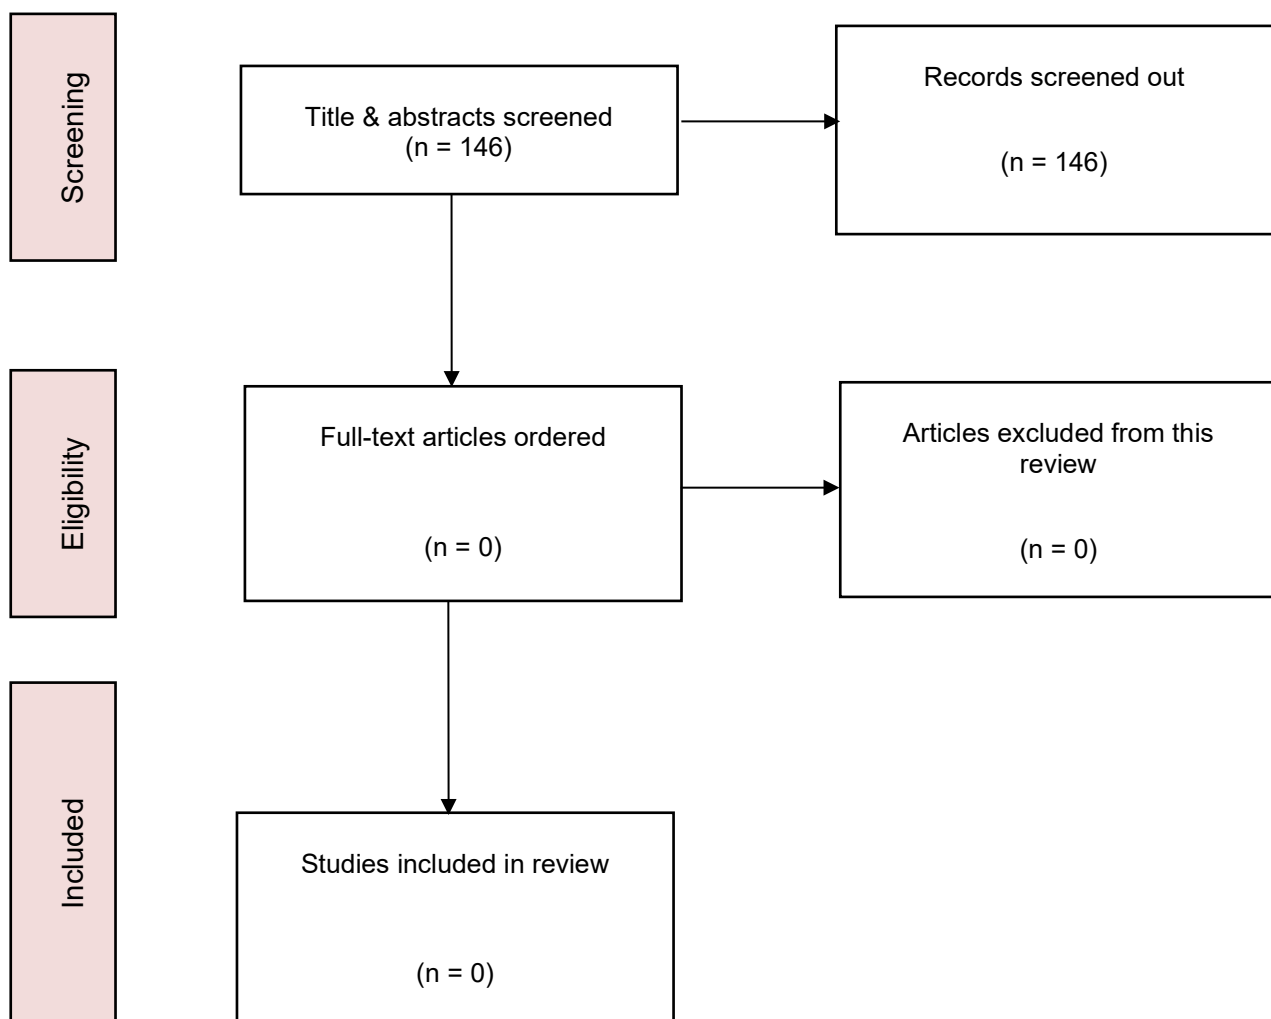 Screening
Title & abstracts screened
(n = 146)
Records screened out
(n = 146)
Eligibility
Full-text articles ordered
(n = 0)
Articles excluded from this
review
(n = 0)
Included
Studies included in review
(n = 0)